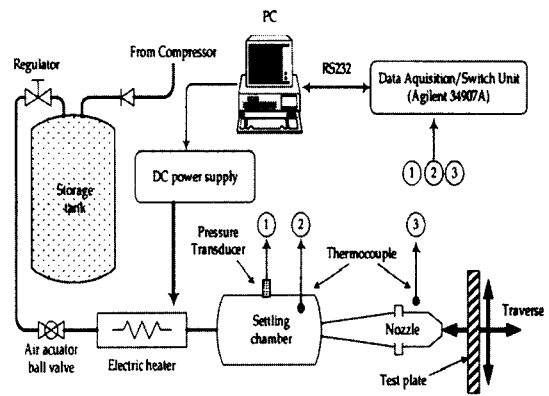 PC
From Compressor
Regulator
RS232
Data Aquisition/Switch Unit
(Agilent 34907A)
1 2 3
Storage
tank
DC power supply
Pressure
Transducer
1
2
3
Thermocouple
Settling
chamber
Nozzle
Traverse
Air acuator
ball valve
Electric heater
Test plate